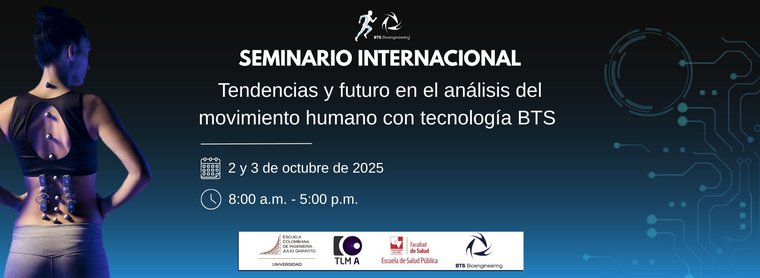 BTS Bioengineering
SEMINARIO INTERNACIONAL
Tendencias y futuro en el análisis del
movimiento humano con tecnología BTS
2 y 3 de octubre de 2025
8:00 a.m. - 5:00 p.m.
ESCUELA
COLOMBIANA
DE INGENIERÍA
JULIO GARAVITO
UNIVERSIDAD
TLM A
Facultad
de Salud
Escuela de Salud Pública
BTS Bioengineering